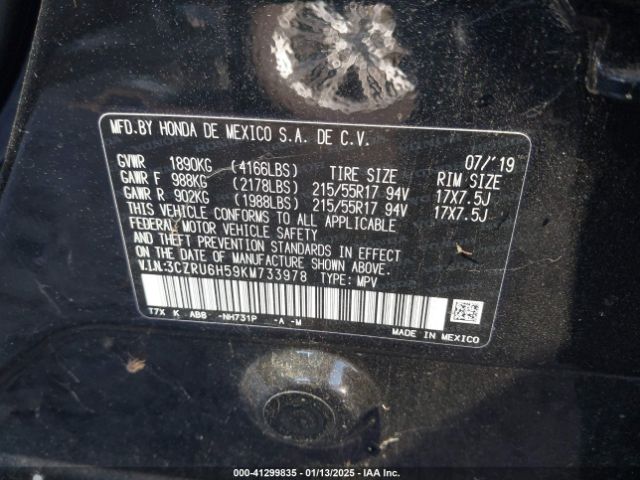 MFD.BY HONDA DE MEXICO S.A. DE C.V.
07/'19
GVWR 1890KG (4166LBS) TIRE SIZE RIM SIZE
GAWR F 988KG (2178LBS) 215/55R17 94V 17X7.5J
GAWR R 902KG (1988LBS) 215/55R17 94V 17X7.5J
THIS VEHICLE CONFORMS TO ALL APPLICABLE
FEDERAL MOTOR VEHICLE SAFETY
AND THEFT PREVENTION STANDARDS IN EFFECT
ON THE DATE OF MANUFACTURE SHOWN ABOVE.
V.I.N.:3CZRU6H59KM733978 TYPE: MPV
T7X K AB8 -NH731P -A -M
MADE IN MEXICO
000-41299835 - 01/13/2025 - IAA Inc.